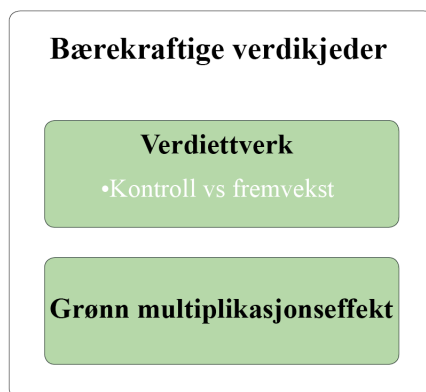 Bærekraftige verdikjeder
Verdiettverk
•Kontroll vs fremvekst
Grønn multiplikasjonseffekt